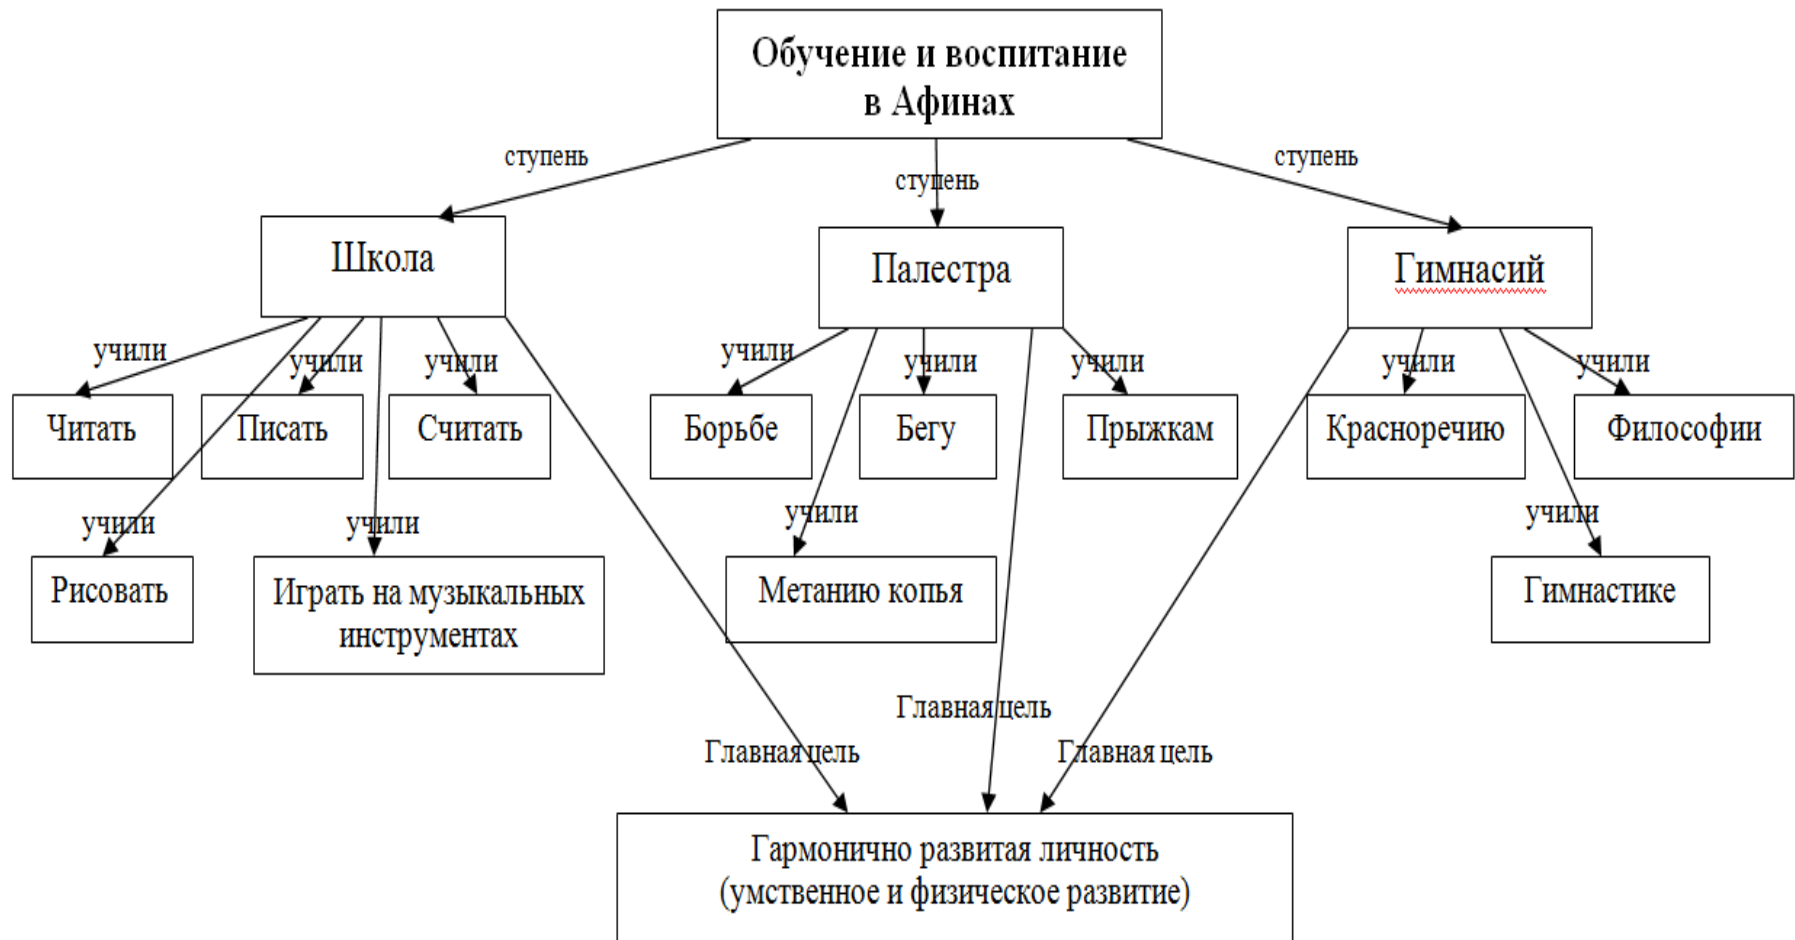 Обучение и воспитание
в Афинах
ступень
ступень
ступень
Школа
Палестра
Гимнасий
учили
учили
учили
учили
учили
учили
учили
учили
Читать
Писать
Считать
Борьбе
Бегу
Прыжкам
Красноречию
Философии
учили
учили
учили
учили
Рисовать
Играть на музыкальных
инструментах
Метанию копья
Гимнастике
Главная цель
Главная цель
Главная цель
Гармонично развитая личность
(умственное и физическое развитие)